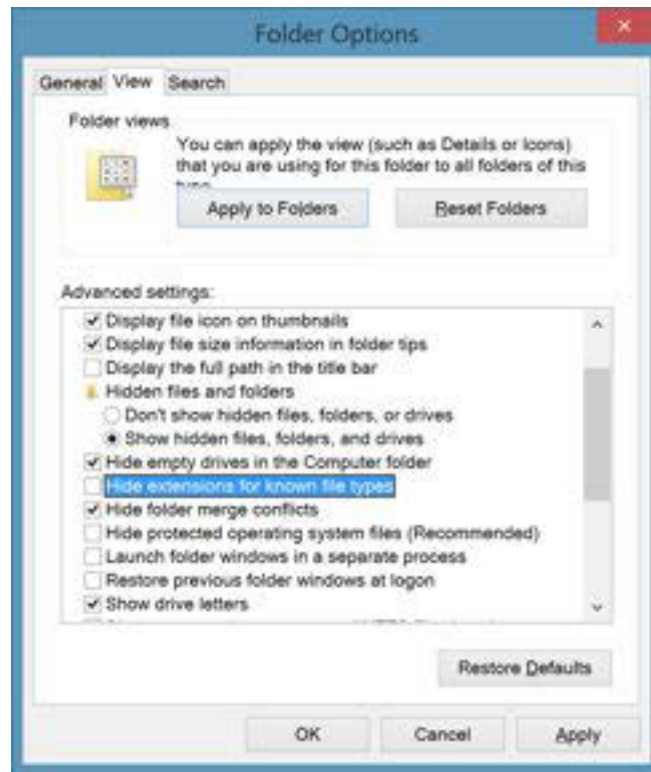 Folder Options
General View Search
Folder views
You can apply the view (such as Details or Icons)
that you are using for this folder to all folders of this
Apply to Folders Reset Folders
Advanced settings:
Display file icon on thumbnails
Display file size information in folder tips
Display the full path in the title bar
Hidden files and folders
Don't show hidden files, folders, or drives
Show hidden files, folders, and drives
Hide empty drives in the Computer folder
Hide extensions for known file types
Hide folder merge conflicts
Hide protected operating system files (Recommended)
Launch folder windows in a separate process
Restore previous folder windows at logon
Show drive letters
Restore Defaults
OK Cancel Apply